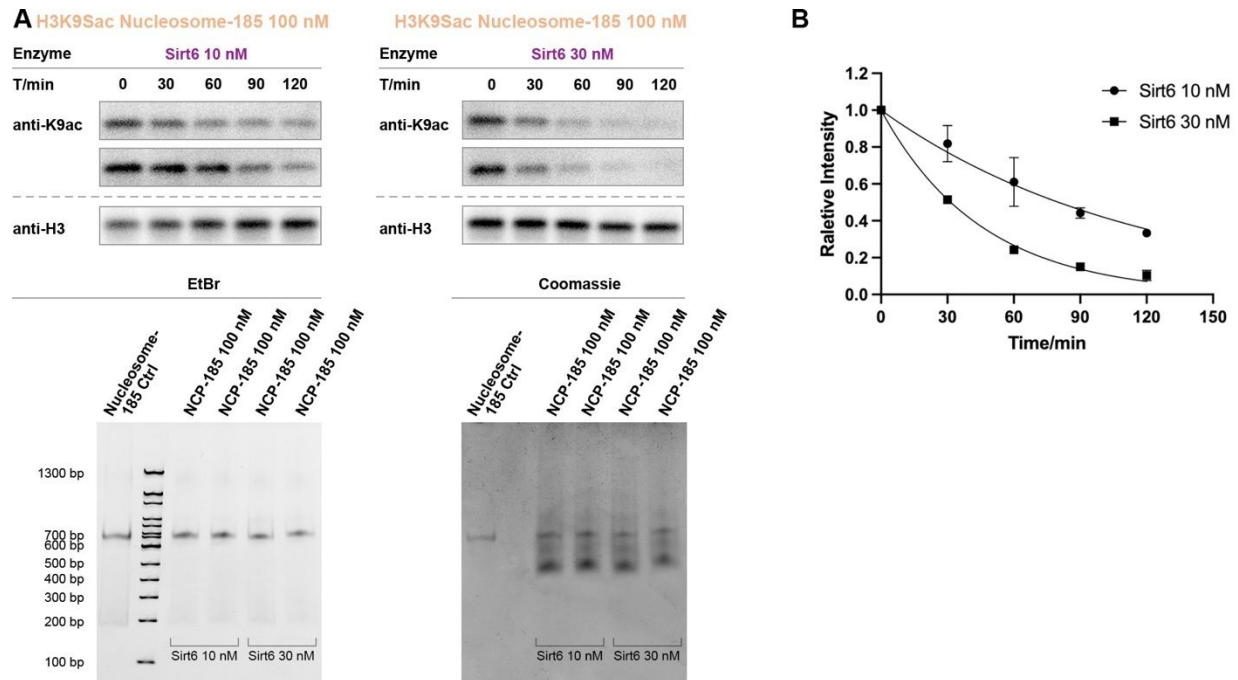 A
H3K9Sac Nucleosome-185 100 nM
Enzyme Sirt6 10 nM
T/min 0 30 60 90 120
anti-K9ac
anti-H3
H3K9Sac Nucleosome-185 100 nM
Enzyme Sirt6 30 nM
T/min 0 30 60 90 120
anti-K9ac
anti-H3
EtBr
Nucleosome-
185 Ctrl
NCP-185 100 nM
NCP-185 100 nM
NCP-185 100 nM
NCP-185 100 nM
1300 bp
700 bp
600 bp
500 bp
400 bp
300 bp
200 bp
100 bp
Sirt6 10 nM Sirt6 30 nM
Coomassie
Nucleosome-
185 Ctrl
NCP-185 100 nM
NCP-185 100 nM
NCP-185 100 nM
NCP-185 100 nM
Sirt6 10 nM Sirt6 30 nM
B
Raletive Intensity
1.2
1.0
0.8
0.6
0.4
0.2
0.0
0 30 60 90 120 150
Time/min
Sirt6 10 nM
Sirt6 30 nM